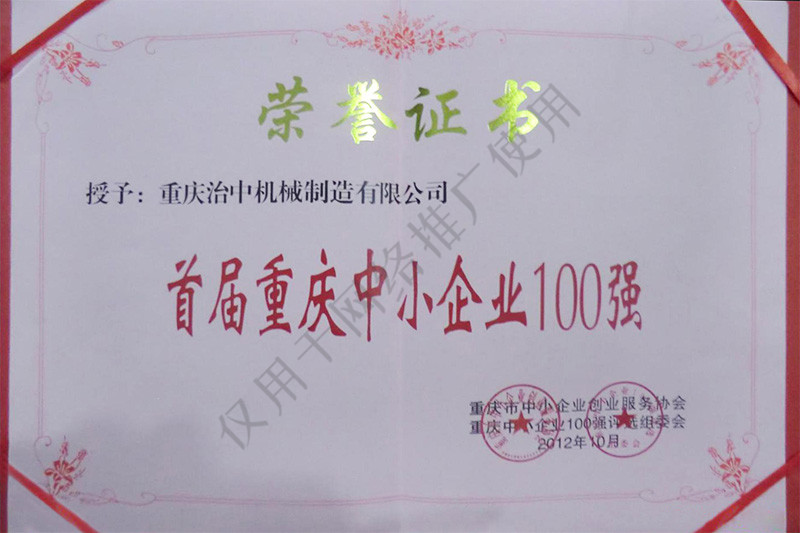 荣誉证书
授予：重庆治中机械制造有限公司
首届重庆中小企业100强
重庆市中小企业创业服务协会
重庆中小企业100强评选组委会
2012年10月
仅用于网络推广使用